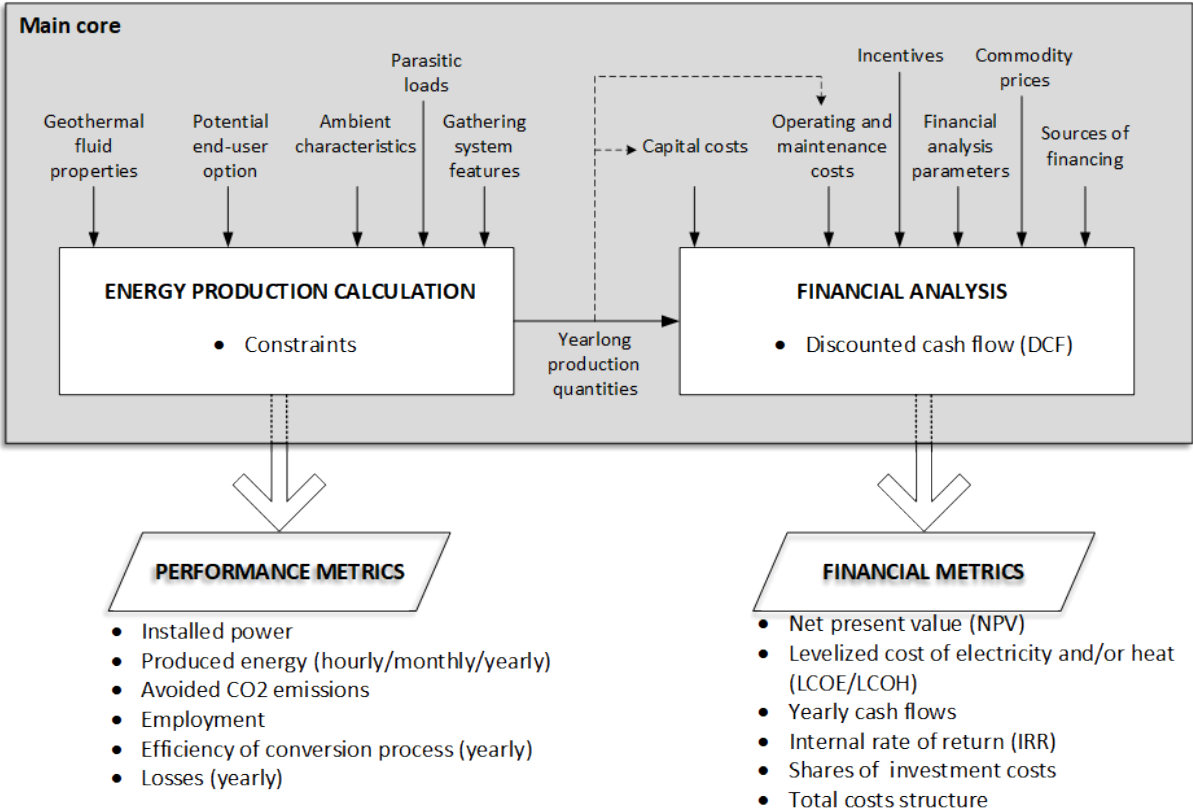 Main core
Geothermal
fluid
properties
Potential
end-user
option
Ambient
characteristics
Parasitic
loads
Gathering
system
features
Capital costs
Operating and
maintenance
costs
Incentives
Financial
analysis
parameters
Commodity
prices
Sources of
financing
ENERGY PRODUCTION CALCULATION
• Constraints
Yearlong
production
quantities
FINANCIAL ANALYSIS
• Discounted cash flow (DCF)
PERFORMANCE METRICS
• Installed power
• Produced energy (hourly/monthly/yearly)
• Avoided CO2 emissions
• Employment
• Efficiency of conversion process (yearly)
• Losses (yearly)
FINANCIAL METRICS
• Net present value (NPV)
• Levelized cost of electricity and/or heat
(LCOE/LCOH)
• Yearly cash flows
• Internal rate of return (IRR)
• Shares of investment costs
• Total costs structure